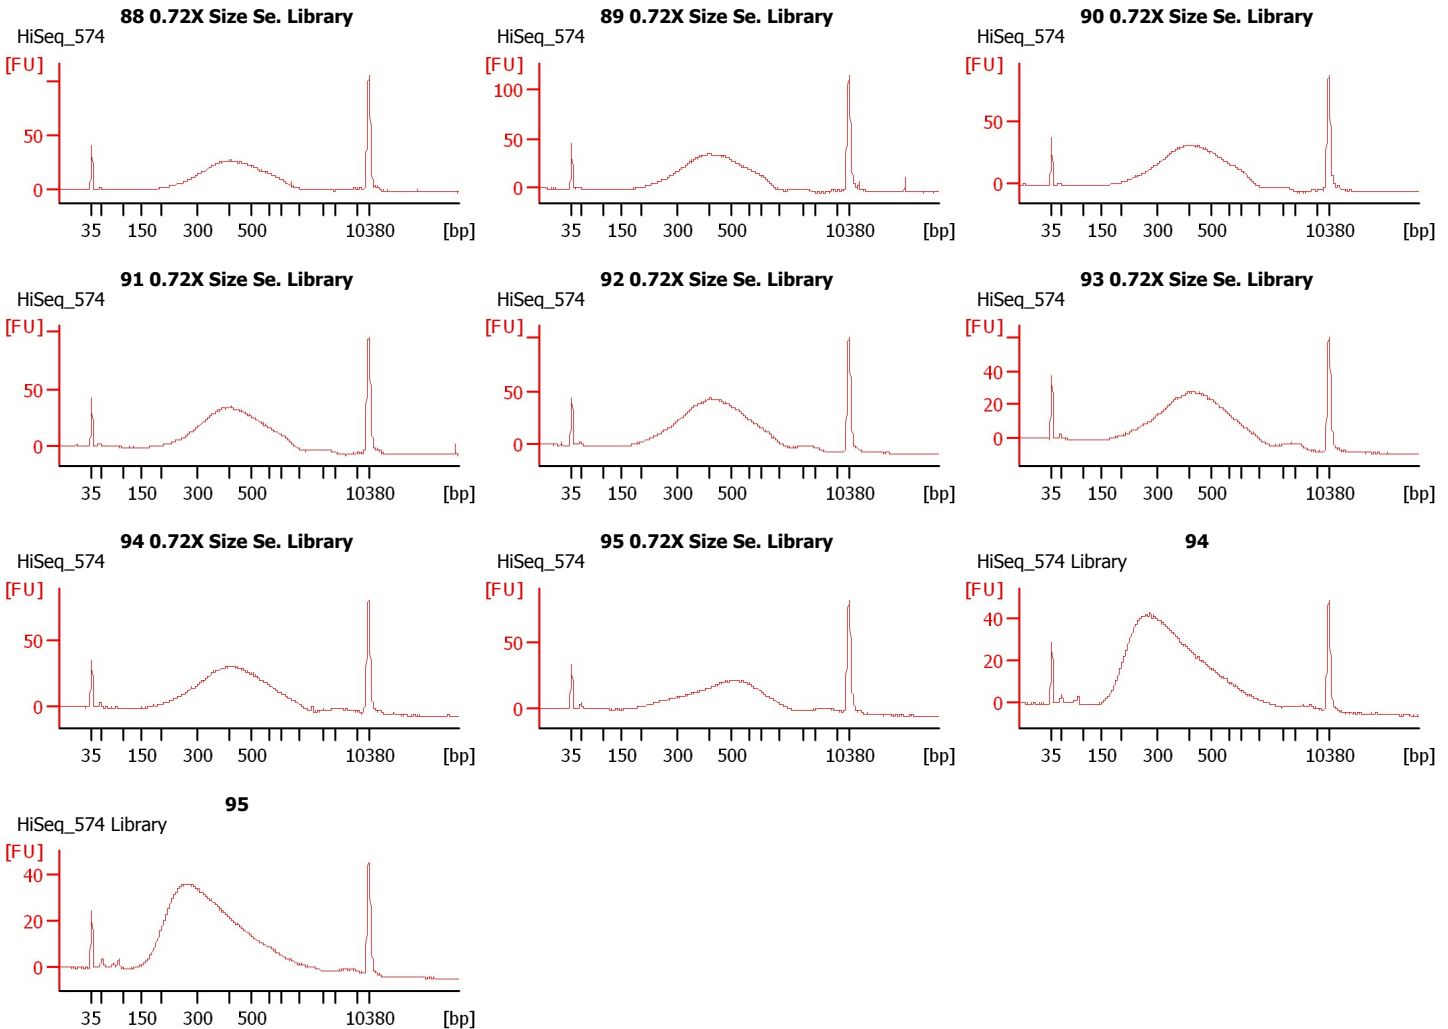 88 0.72X Size Se. Library
HiSeq_574
[FU]
50
0
35 150 300 500 10380 [bp]
89 0.72X Size Se. Library
HiSeq_574
[FU]
100
50
0
35 150 300 500 10380 [bp]
90 0.72X Size Se. Library
HiSeq_574
[FU]
50
0
35 150 300 500 10380 [bp]
91 0.72X Size Se. Library
HiSeq_574
[FU]
50
0
35 150 300 500 10380 [bp]
92 0.72X Size Se. Library
HiSeq_574
[FU]
50
0
35 150 300 500 10380 [bp]
93 0.72X Size Se. Library
HiSeq_574
[FU]
40
20
0
35 150 300 500 10380 [bp]
94 0.72X Size Se. Library
HiSeq_574
[FU]
50
0
35 150 300 500 10380 [bp]
95 0.72X Size Se. Library
HiSeq_574
[FU]
50
0
35 150 300 500 10380 [bp]
94
HiSeq_574 Library
[FU]
40
20
0
35 150 300 500 10380 [bp]
95
HiSeq_574 Library
[FU]
40
20
0
35 150 300 500 10380 [bp]